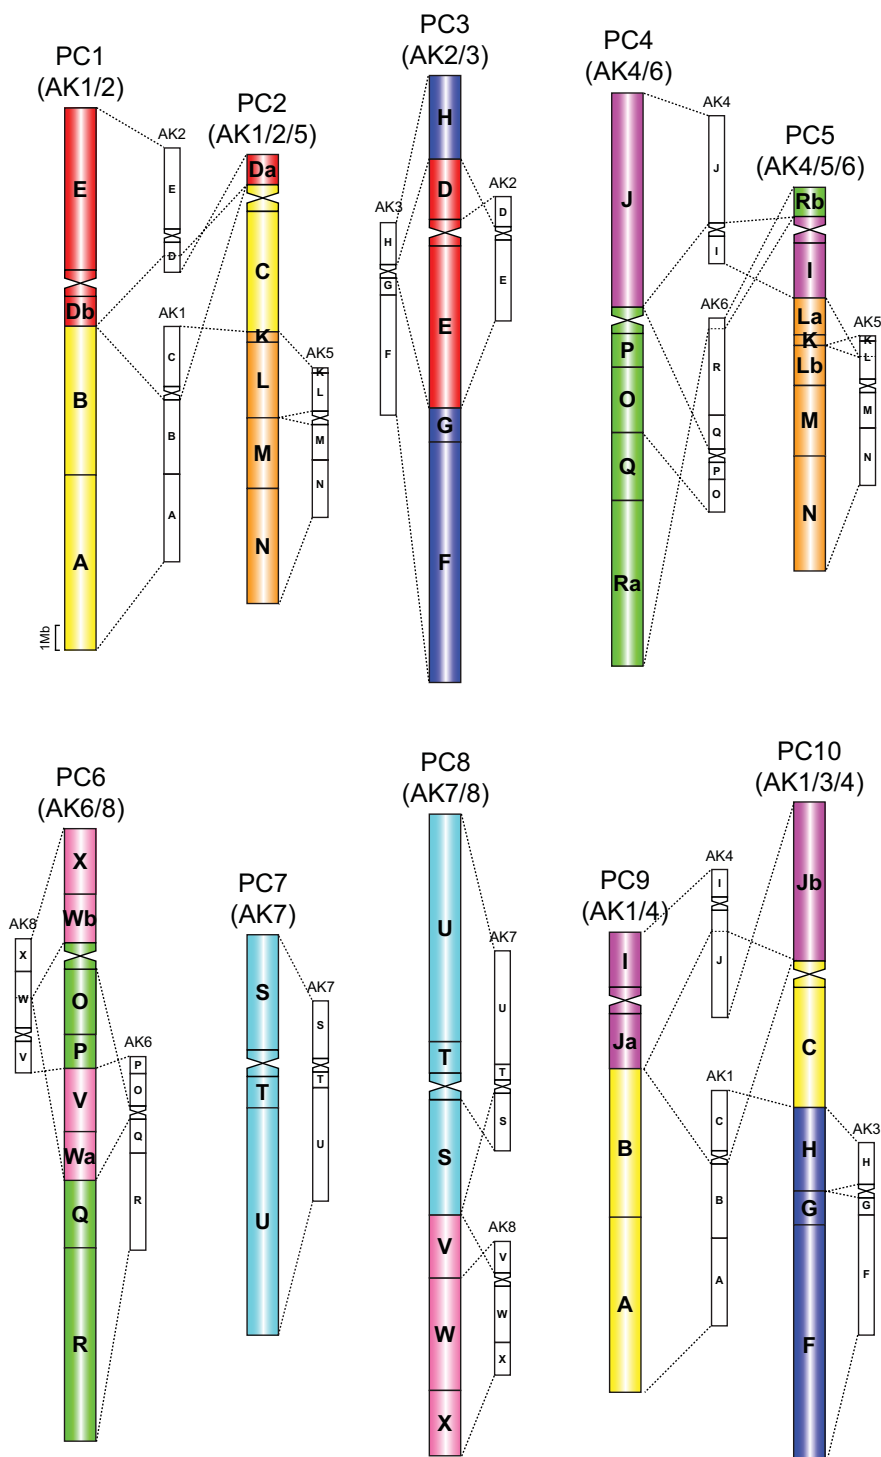 PC1
(AK1/2)
E
Db
B
A
1Mb
AK2
E
D
AK1
C
B
A
PC2
(AK1/2/5)
Da
C
K
L
M
N
AK5
K
L
M
N
PC3
(AK2/3)
H
D
E
G
F
AK3
H
G
F
AK2
D
E
PC4
(AK4/6)
J
P
O
Q
Ra
AK4
J
I
AK6
R
Q
P
O
PC5
(AK4/5/6)
Rb
I
La
K
Lb
M
N
AK5
K
L
M
N
PC6
(AK6/8)
X
Wb
O
P
V
Wa
Q
R
AK8
X
W
V
AK6
P
O
Q
R
PC7
(AK7)
S
T
U
AK7
S
T
U
PC8
(AK7/8)
U
T
S
V
W
X
AK7
U
T
S
AK8
V
W
X
PC9
(AK1/4)
I
Ja
B
A
AK4
I
J
AK1
C
B
A
PC10
(AK1/3/4)
Jb
C
H
G
F
AK3
H
G
F